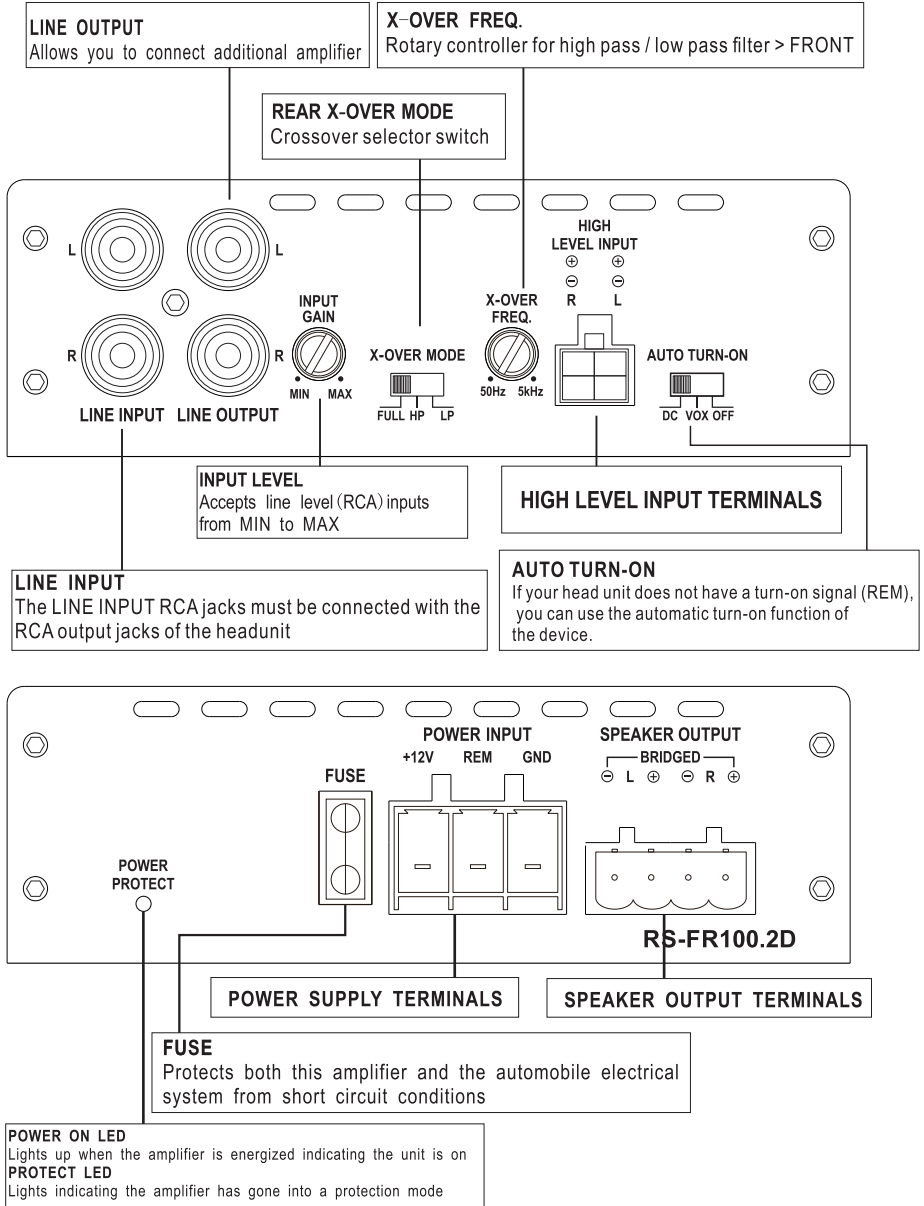 LINE OUTPUT
Allows you to connect additional amplifier
X-OVER FREQ.
Rotary controller for high pass / low pass filter > FRONT
REAR X-OVER MODE
Crossover selector switch
L
L
R
R
LINE INPUT
LINE OUTPUT
INPUT
GAIN
MIN MAX
X-OVER MODE
FULL HP LP
X-OVER
FREQ.
50Hz 5kHz
HIGH
LEVEL INPUT
⊕ ⊕
⊖ ⊖
R L
AUTO TURN-ON
DC VOX OFF
INPUT LEVEL
Accepts line level (RCA) inputs
from MIN to MAX
HIGH LEVEL INPUT TERMINALS
LINE INPUT
The LINE INPUT RCA jacks must be connected with the
RCA output jacks of the headunit
AUTO TURN-ON
If your head unit does not have a turn-on signal (REM),
you can use the automatic turn-on function of
the device.
POWER INPUT
+12V REM GND
SPEAKER OUTPUT
BRIDGED
⊖ L ⊕ ⊖ R ⊕
FUSE
POWER
PROTECT
RS-FR100.2D
POWER SUPPLY TERMINALS
SPEAKER OUTPUT TERMINALS
FUSE
Protects both this amplifier and the automobile electrical
system from short circuit conditions
POWER ON LED
Lights up when the amplifier is energized indicating the unit is on
PROTECT LED
Lights indicating the amplifier has gone into a protection mode